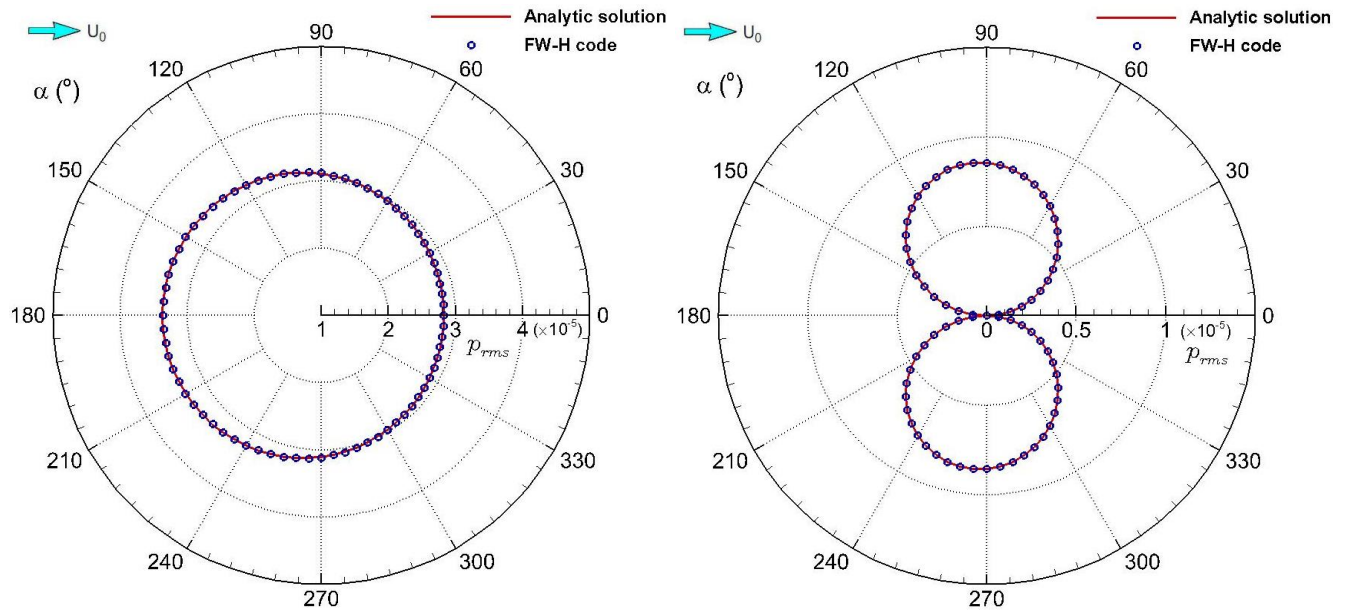 U0
Analytic solution
FW-H code
α (°)
90
120
60
150
30
180
0
1 2 3 4 (×10-5)
prms
210
330
240
300
270
U0
Analytic solution
FW-H code
α (°)
90
120
60
150
30
180
0
0 0.5 1 (×10-5)
prms
210
330
240
300
270